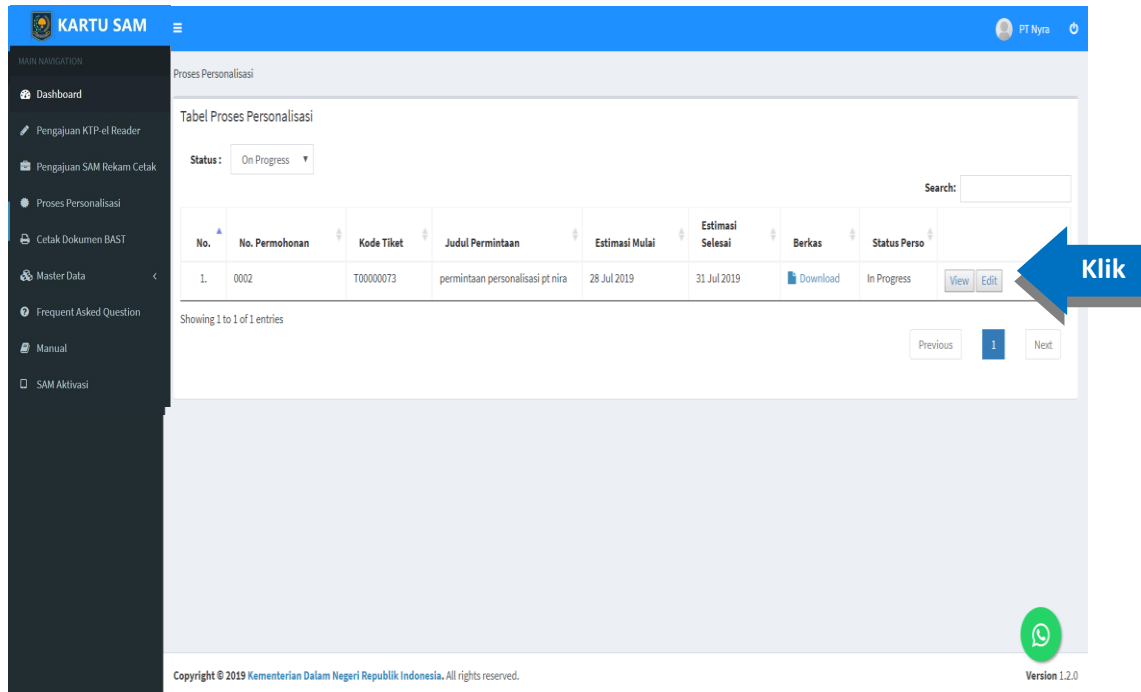 KARTU SAM
PT Nyra
MAIN NAVIGATION
Dashboard
Pengajuan KTP-el Reader
Pengajuan SAM Rekam Cetak
Proses Personalisasi
Cetak Dokumen BAST
Master Data
Frequent Asked Question
Manual
SAM Aktivasi
Proses Personalisasi
Tabel Proses Personalisasi
Status : On Progress
Search:
No. No. Permohonan Kode Tiket Judul Permintaan Estimasi Mulai Estimasi Selesai Berkas Status Perso
1. 0002 T00000073 permintaan personalisasi pt nira 28 Jul 2019 31 Jul 2019 Download In Progress View Edit
Klik
Showing 1 to 1 of 1 entries
Previous 1 Next
Copyright © 2019 Kementerian Dalam Negeri Republik Indonesia. All rights reserved. Version 1.2.0